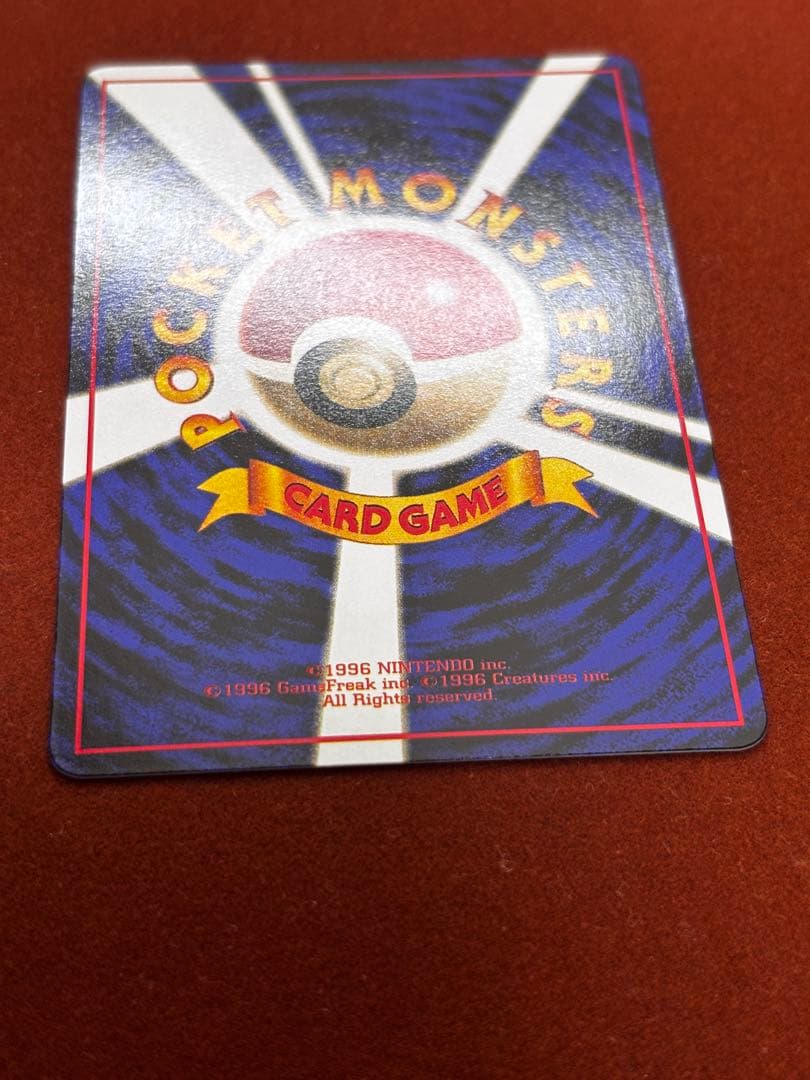 POCKET MONSTERS
CARD GAME
©1996 NINTENDO inc.
©1996 GameFreak inc. ©1996 Creatures inc.
All Rights reserved.